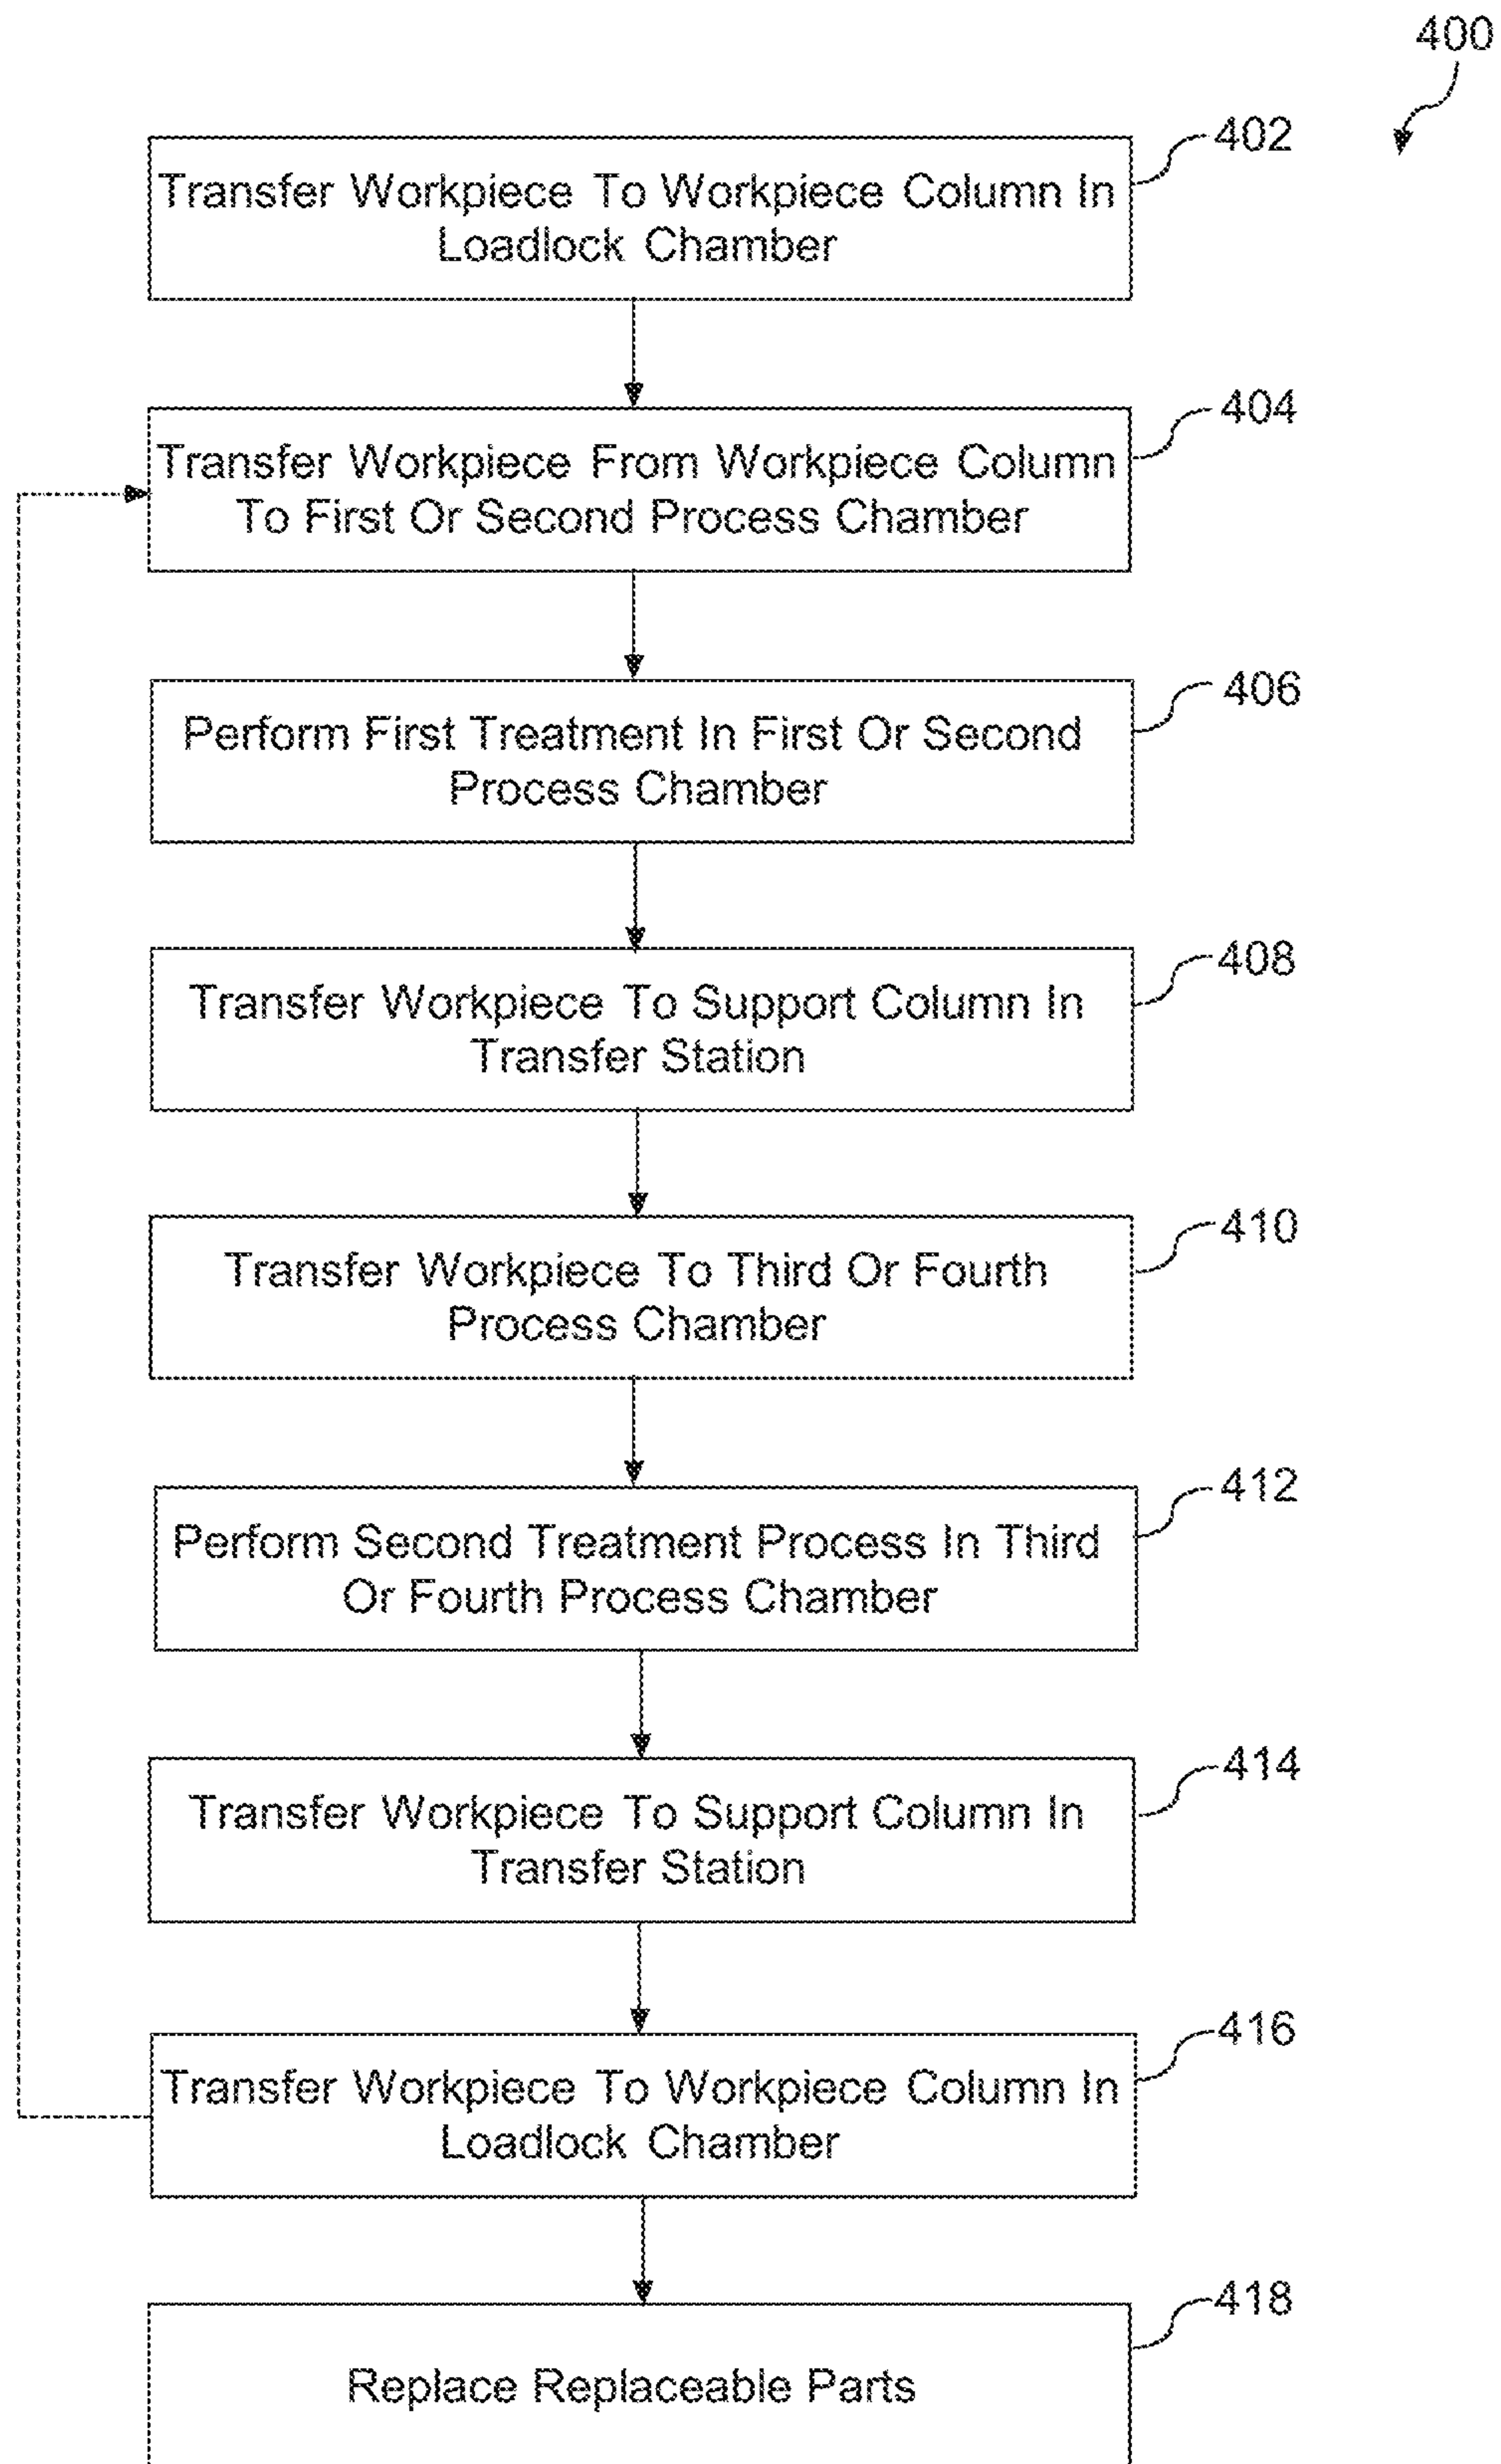 400
402
Transfer Workpiece To Workpiece Column In
Loadlock Chamber
404
Transfer Workpiece From Workpiece Column
To First Or Second Process Chamber
406
Perform First Treatment In First Or Second
Process Chamber
408
Transfer Workpiece To Support Column In
Transfer Station
410
Transfer Workpiece To Third Or Fourth
Process Chamber
412
Perform Second Treatment Process In Third
Or Fourth Process Chamber
414
Transfer Workpiece To Support Column In
Transfer Station
416
Transfer Workpiece To Workpiece Column In
Loadlock Chamber
418
Replace Replaceable Parts